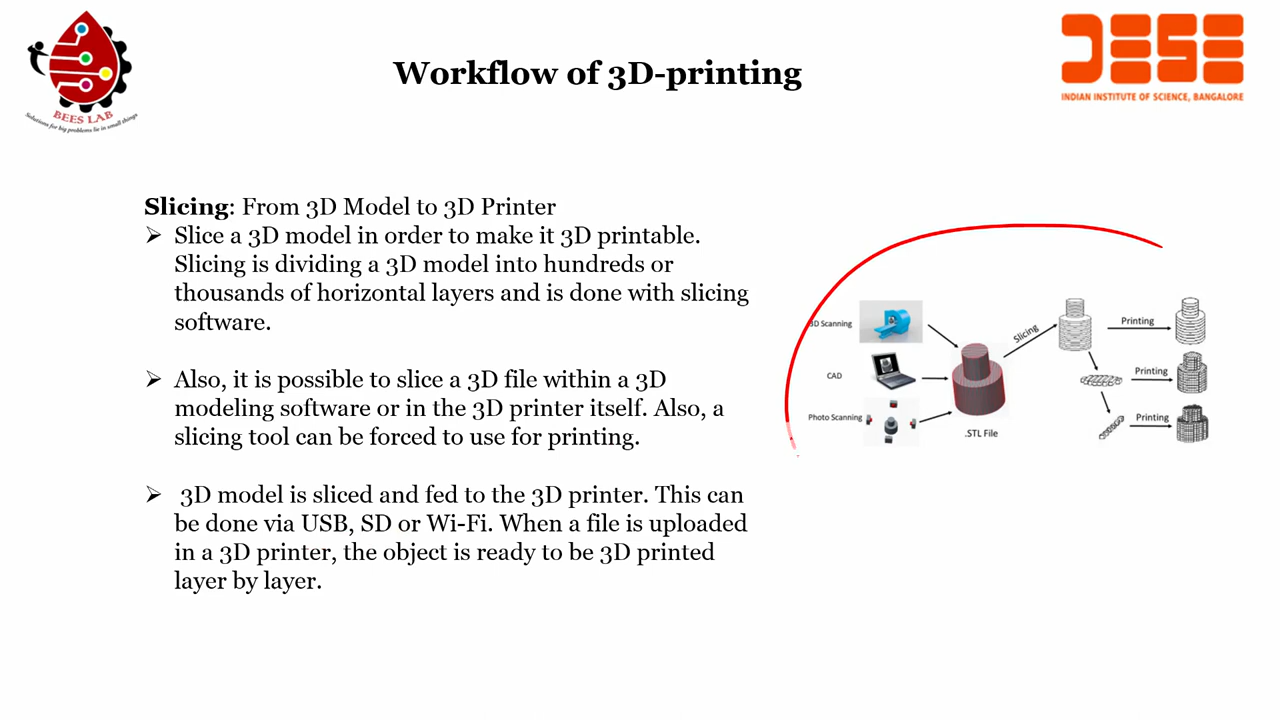 Workflow of 3D-printing
BEES LAB
Solutions for big problems lie in small things
DESE
INDIAN INSTITUTE OF SCIENCE, BANGALORE
Slicing: From 3D Model to 3D Printer
➢ Slice a 3D model in order to make it 3D printable.
Slicing is dividing a 3D model into hundreds or
thousands of horizontal layers and is done with slicing
software.
➢ Also, it is possible to slice a 3D file within a 3D
modeling software or in the 3D printer itself. Also, a
slicing tool can be forced to use for printing.
➢ 3D model is sliced and fed to the 3D printer. This can
be done via USB, SD or Wi-Fi. When a file is uploaded
in a 3D printer, the object is ready to be 3D printed
layer by layer.
3D Scanning
CAD
Photo Scanning
.STL File
Slicing
Printing
Printing
Printing